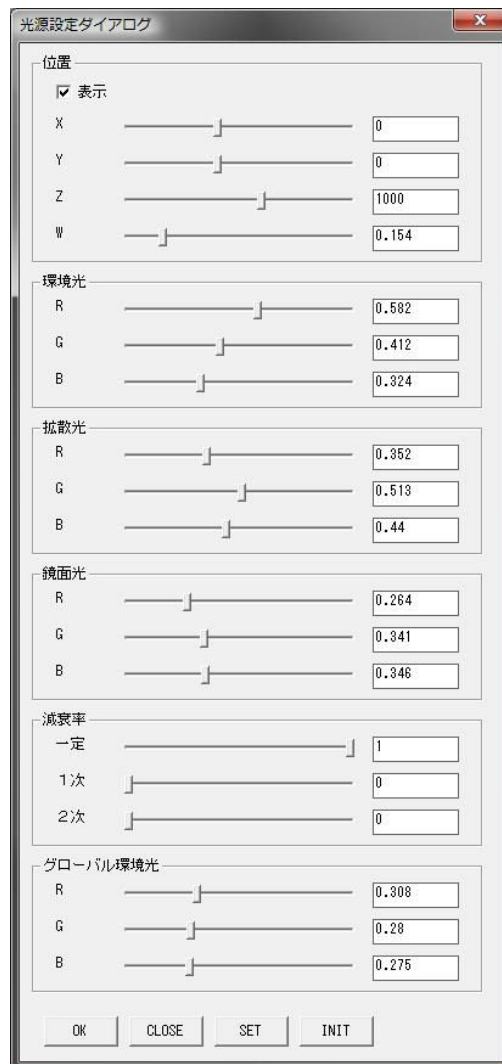 光源設定ダイアログ
位置
表示
X 0
Y 0
Z 1000
W 0.154
環境光
R 0.582
G 0.412
B 0.324
拡散光
R 0.352
G 0.513
B 0.44
鏡面光
R 0.264
G 0.341
B 0.346
減衰率
一定 1
1次 0
2次 0
グローバル環境光
R 0.308
G 0.28
B 0.275
OK CLOSE SET INIT